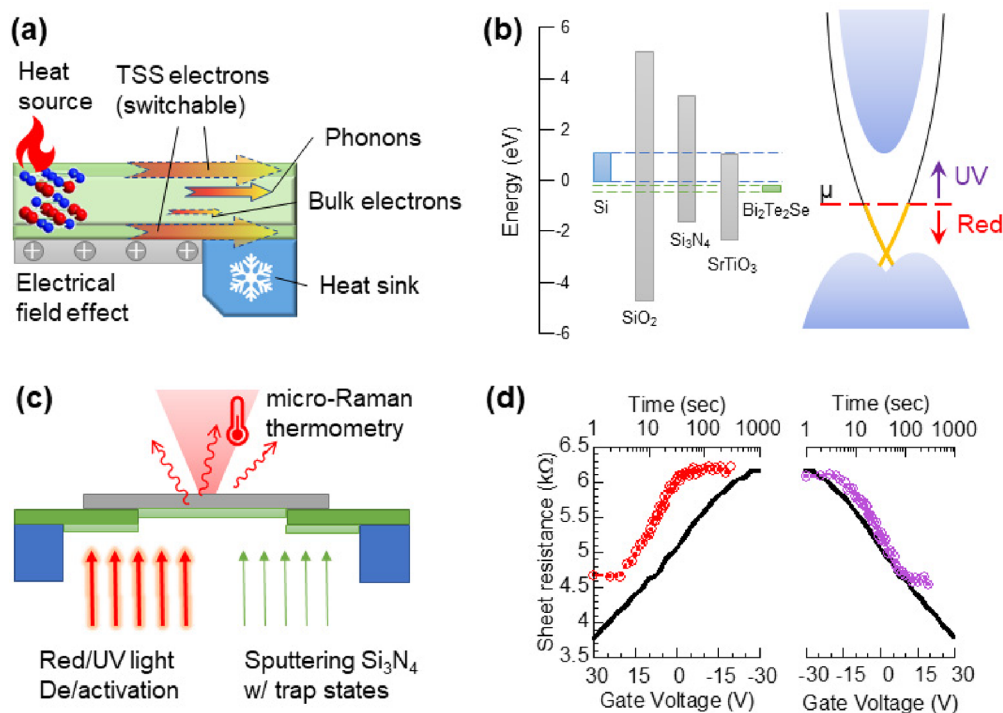 (a)
Heat
source
TSS electrons
(switchable)
Phonons
Bulk electrons
Electrical
field effect
Heat sink
(b)
Energy (eV)
6
4
2
0
-2
-4
-6
Si
SiO₂
Si₃N₄
SrTiO₃
Bi₂Te₂Se
μ
UV
Red
(c)
micro-Raman
thermometry
Red/UV light
De/activation
Sputtering Si₃N₄
w/ trap states
(d)
Time (sec)
1 10 100 1000
Time (sec)
1 10 100 1000
Sheet resistance (kΩ)
6.5
6
5.5
5
4.5
4
3.5
30 15 0 -15 -30
Gate Voltage (V)
-30 -15 0 15 30
Gate Voltage (V)